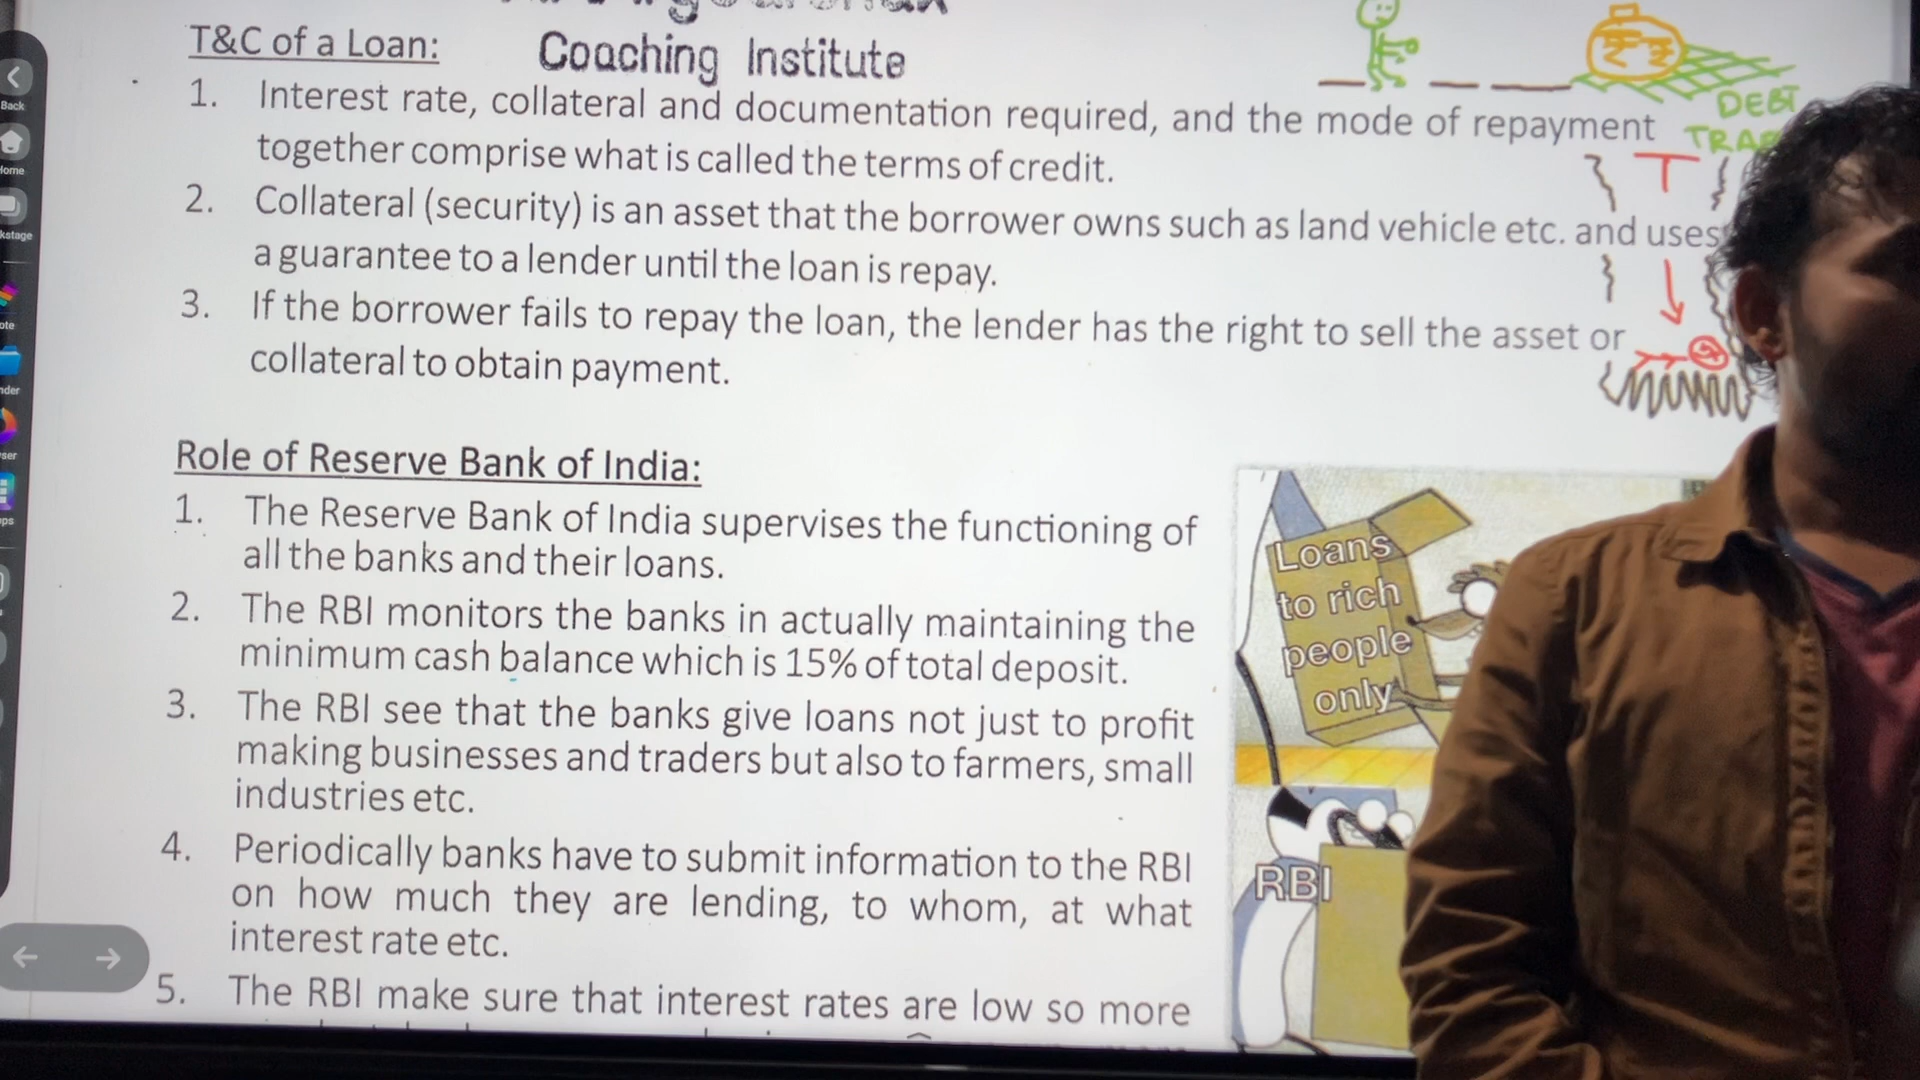 T&C of a Loan:
Coaching Institute
1. Interest rate, collateral and documentation required, and the mode of repayment
together comprise what is called the terms of credit.
2. Collateral (security) is an asset that the borrower owns such as land vehicle etc. and uses
a guarantee to a lender until the loan is repay.
3. If the borrower fails to repay the loan, the lender has the right to sell the asset or
collateral to obtain payment.
DEBT
Role of Reserve Bank of India:
1. The Reserve Bank of India supervises the functioning of
all the banks and their loans.
2. The RBI monitors the banks in actually maintaining the
minimum cash balance which is 15% of total deposit.
3. The RBI see that the banks give loans not just to profit
making businesses and traders but also to farmers, small
industries etc.
4. Periodically banks have to submit information to the RBI
on how much they are lending, to whom, at what
interest rate etc.
5. The RBI make sure that interest rates are low so more
Loans
to rich
people
only
RBI
Back